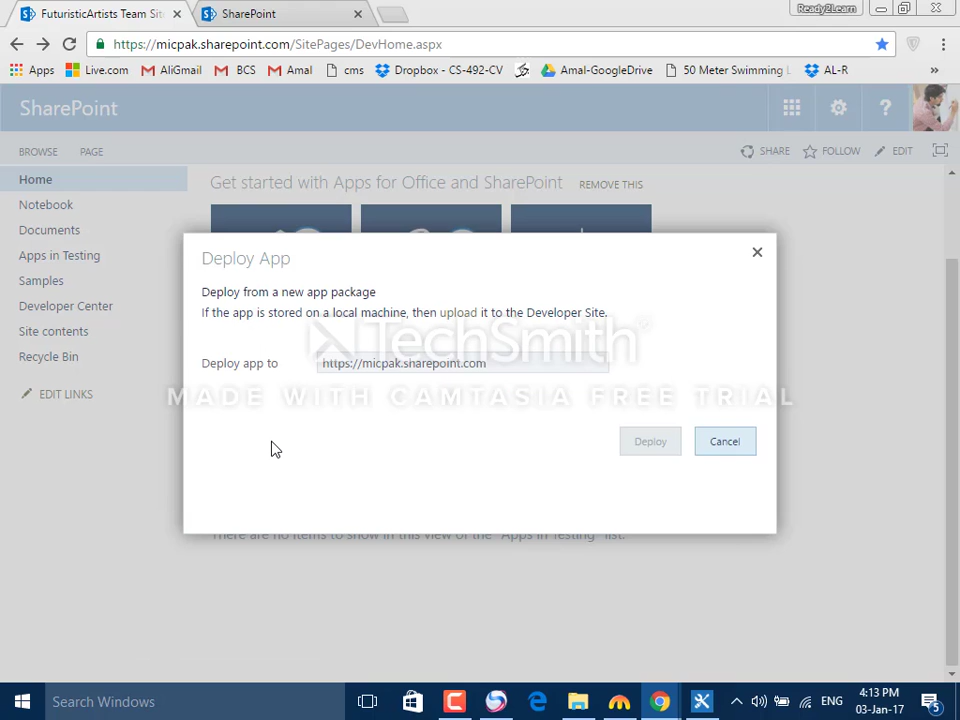 FuturisticArtists Team Sit
SharePoint
Ready2Learn
https://micpak.sharepoint.com/SitePages/DevHome.aspx
Apps
Live.com
AliGmail
BCS
Amal
cms
Dropbox - CS-492-CV
Amal-GoogleDrive
50 Meter Swimming
AL-R
»
SharePoint
BROWSE
PAGE
SHARE
FOLLOW
EDIT
Home
Notebook
Documents
Apps in Testing
Samples
Developer Center
Site contents
Recycle Bin
EDIT LINKS
Get started with Apps for Office and SharePoint
REMOVE THIS
Deploy App
Deploy from a new app package
If the app is stored on a local machine, then upload it to the Developer Site.
TechSmith
Deploy app to
https://micpak.sharepoint.com
MADE WITH CAMTASIA FREE TRIAL
Deploy
Cancel
There are no items to show in this view of the "Apps in Testing" list.
Search Windows
ENG
4:13 PM
03-Jan-17
5